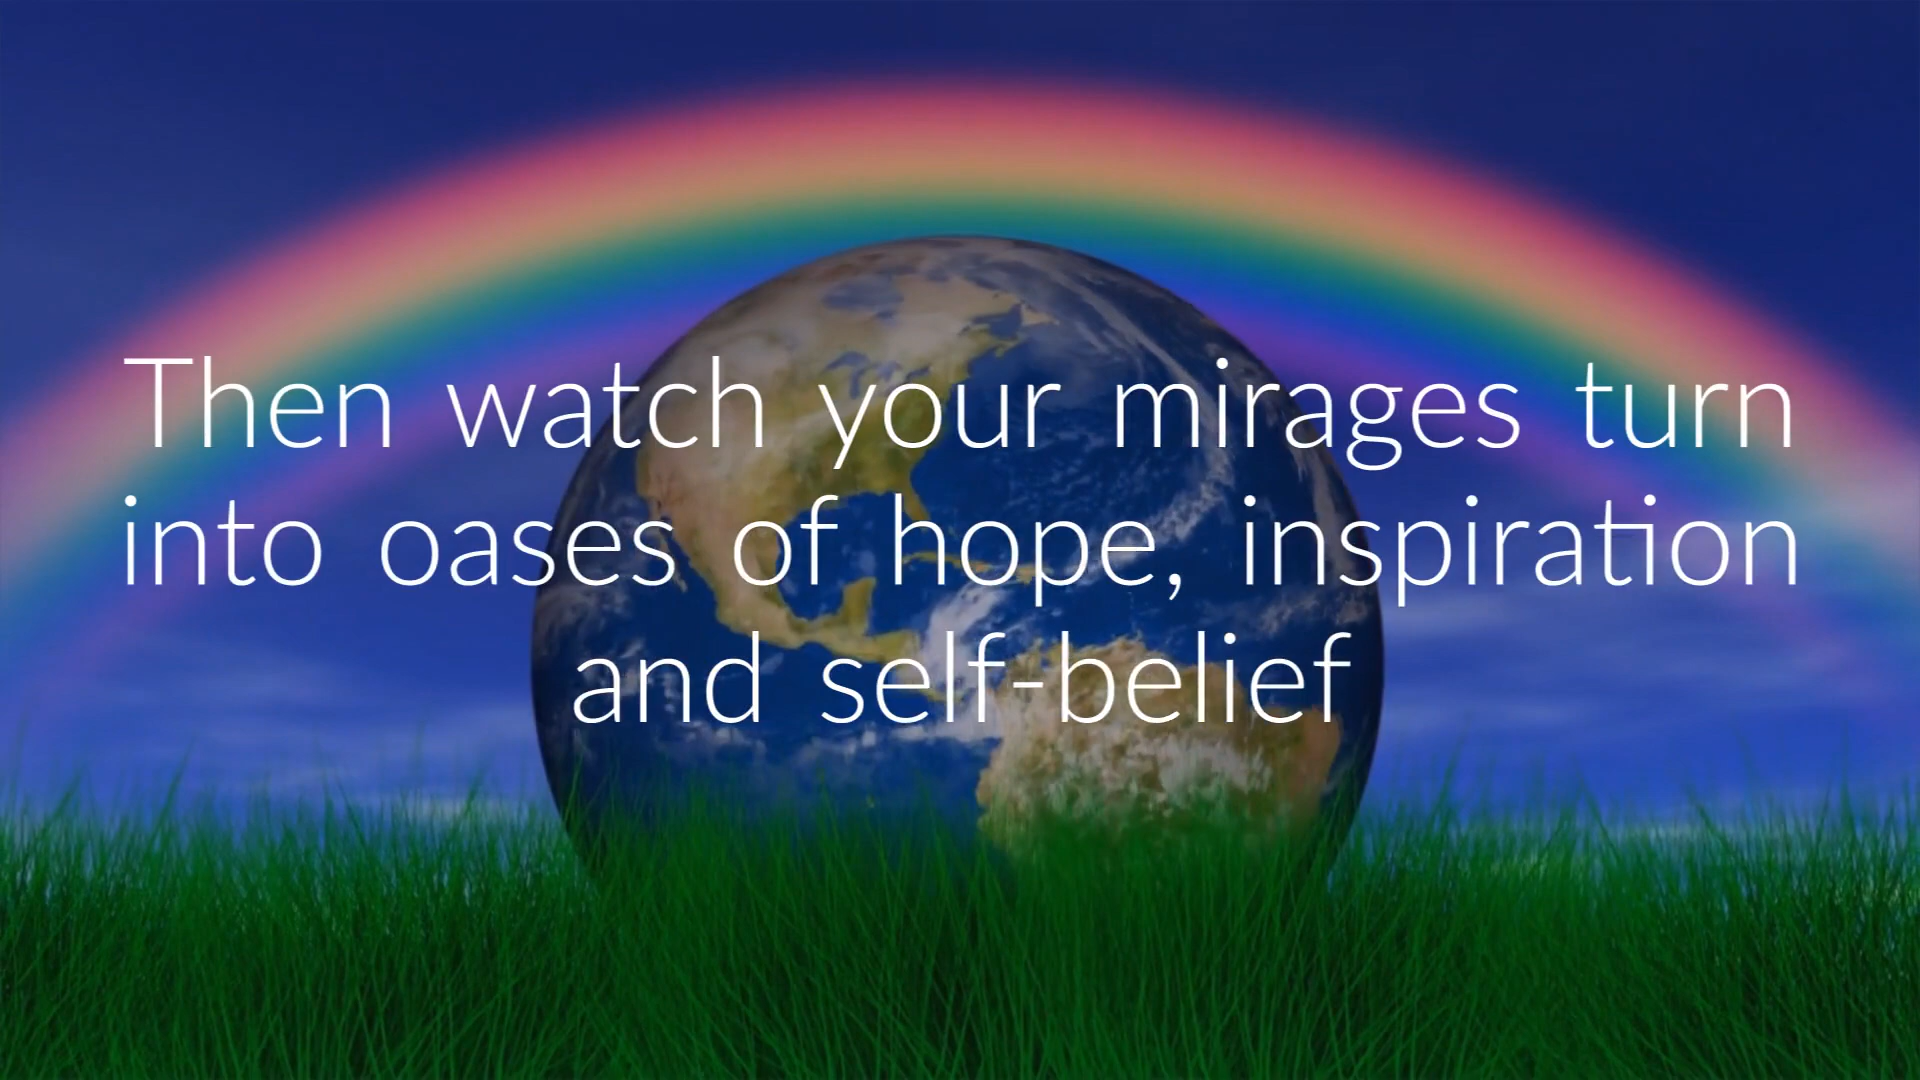 Then watch your mirages turn
into oases of hope, inspiration
and self-belief